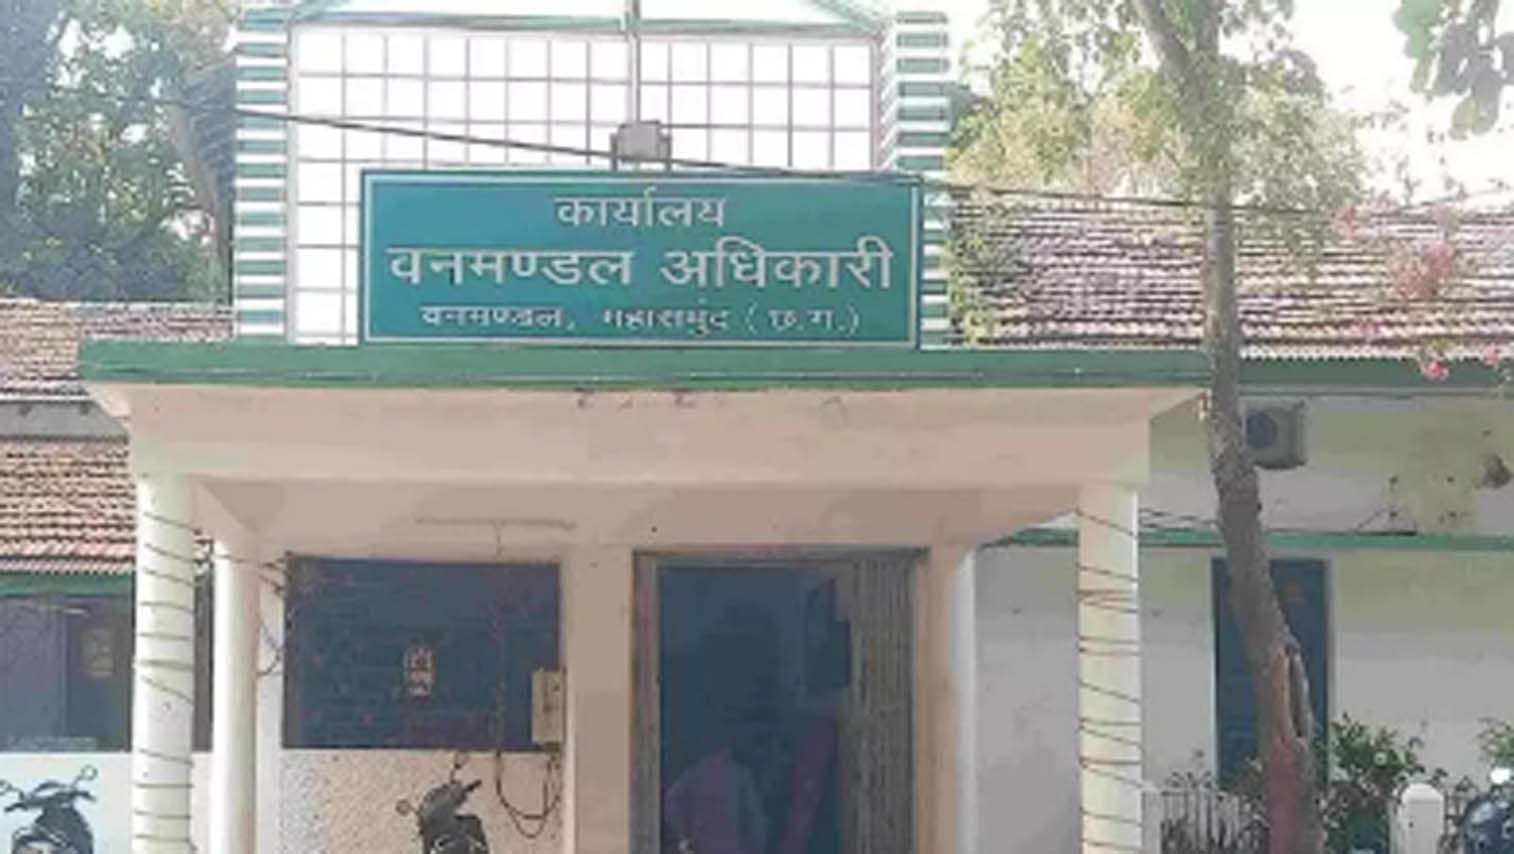 कार्यालय
वनमण्डल अधिकारी
वनमण्डल, महासमुंद (छ.ग.)